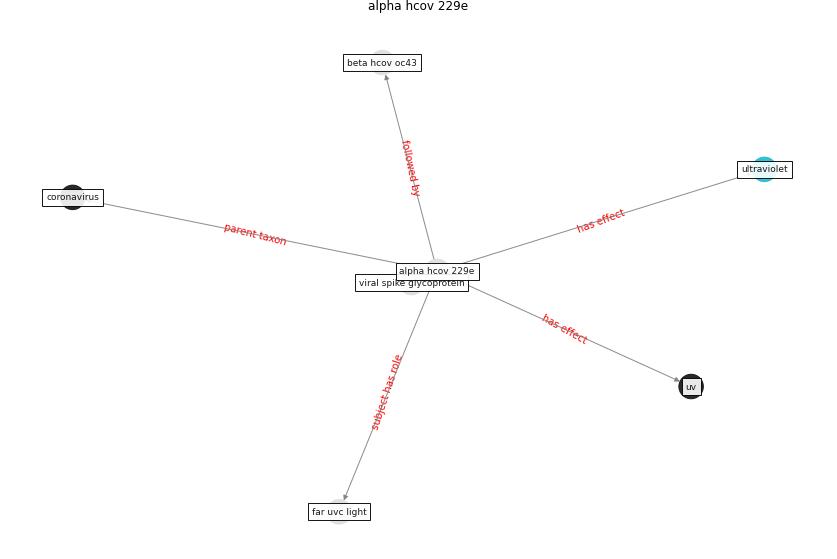 alpha hcov 229e
beta hcov oc43
followed by
ultraviolet
coronavirus
has effect
parent taxon
alpha hcov 229e
viral spike glycoprotein
has effect
subject has role
uv
far uvc light